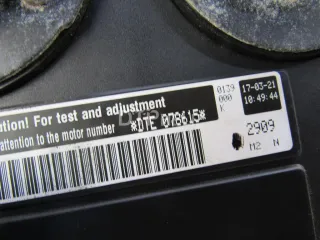 ation! For test and adjustment
attention to the motor number *DTE 078615*
0139
000
K
17-03-21
10:49:44
2909
M2 N